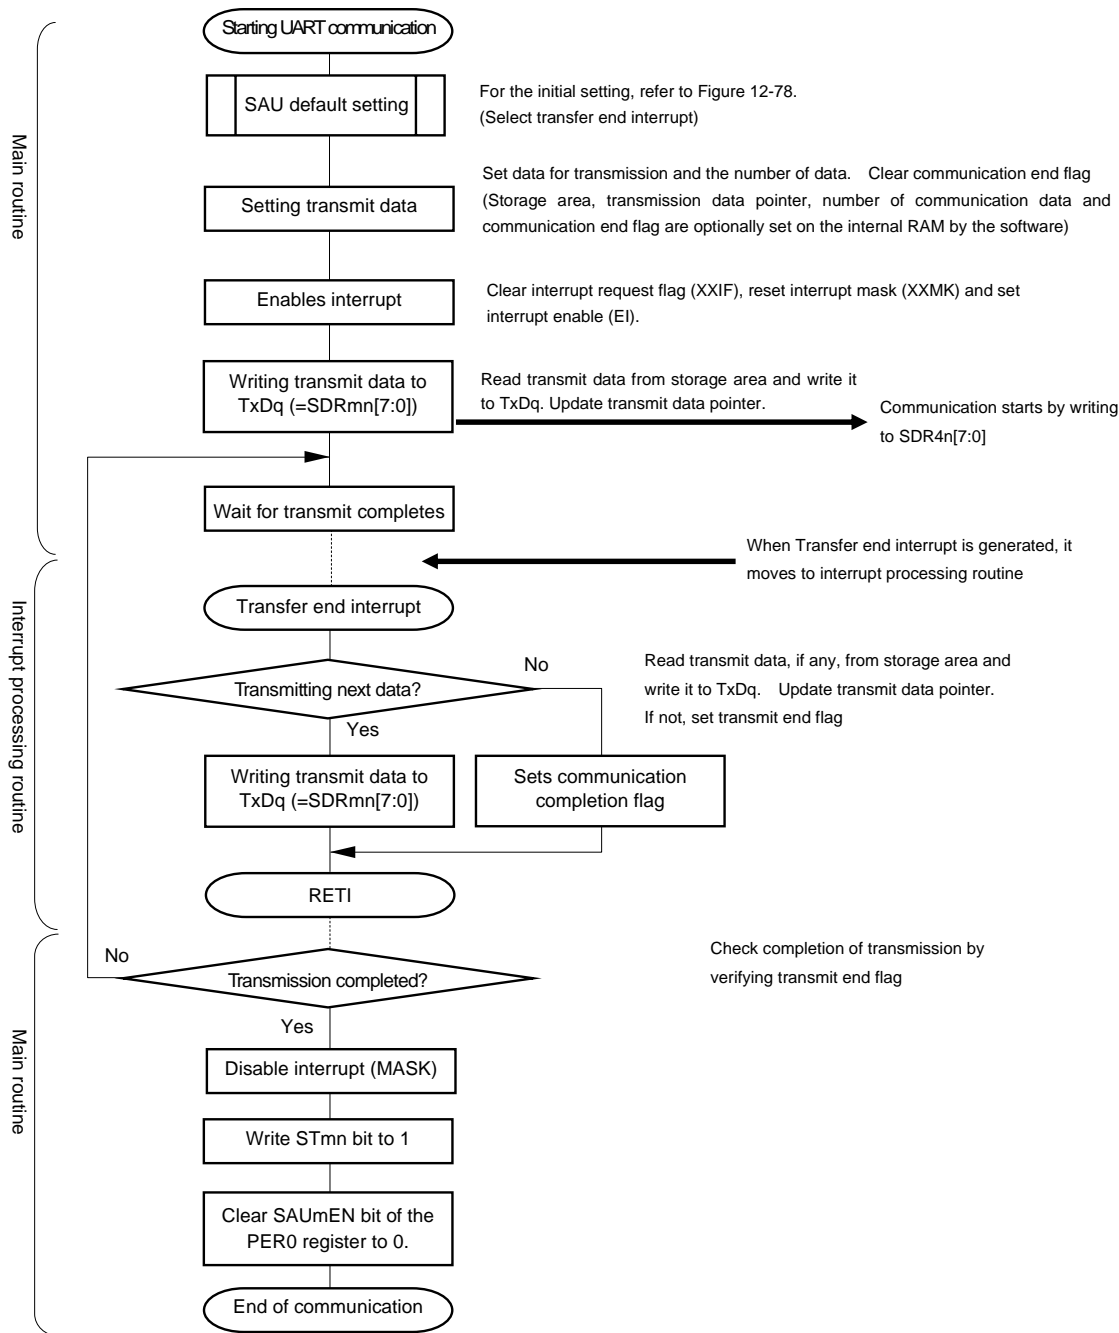 Starting UART communication
SAU default setting
For the initial setting, refer to Figure 12-78.
(Select transfer end interrupt)
Main routine
Setting transmit data
Set data for transmission and the number of data. Clear communication end flag
(Storage area, transmission data pointer, number of communication data and
communication end flag are optionally set on the internal RAM by the software)
Enables interrupt
Clear interrupt request flag (XXIF), reset interrupt mask (XXMK) and set
interrupt enable (EI).
Writing transmit data to
TxDq (=SDRmn[7:0])
Read transmit data from storage area and write it
to TxDq. Update transmit data pointer.
Communication starts by writing
to SDR4n[7:0]
Wait for transmit completes
When Transfer end interrupt is generated, it
moves to interrupt processing routine
Interrupt processing routine
Transfer end interrupt
Transmitting next data?
No
Yes
Read transmit data, if any, from storage area and
write it to TxDq. Update transmit data pointer.
If not, set transmit end flag
Writing transmit data to
TxDq (=SDRmn[7:0])
Sets communication
completion flag
RETI
Main routine
No
Transmission completed?
Yes
Check completion of transmission by
verifying transmit end flag
Disable interrupt (MASK)
Write STmn bit to 1
Clear SAUmEN bit of the
PER0 register to 0.
End of communication